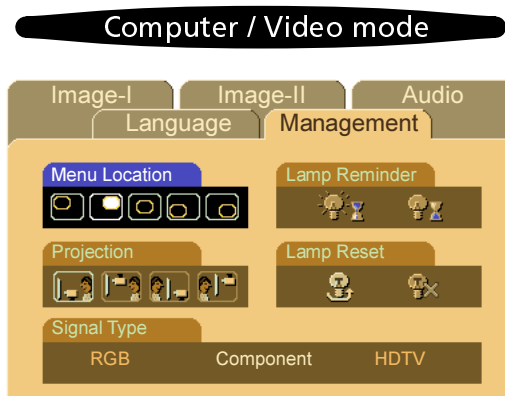 Computer / Video mode
Image-I Image-II Audio
Language Management
Menu Location Lamp Reminder
Projection Lamp Reset
Signal Type
RGB Component HDTV